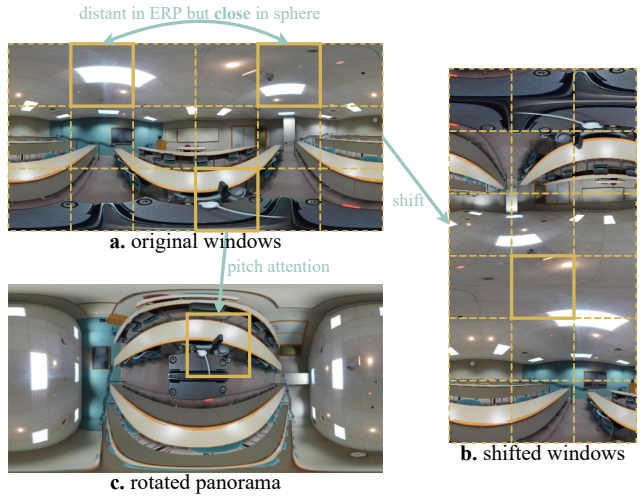 distant in ERP but close in sphere
shift
a. original windows
pitch attention
b. shifted windows
c. rotated panorama